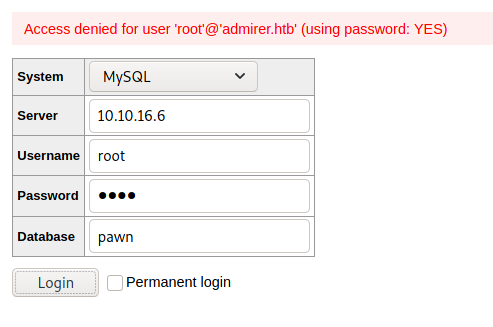 Access denied for user 'root'@'admirer.htb' (using password: YES)
System MySQL
Server 10.10.16.6
Username root
Password ●●●●
Database pawn
Login Permanent login